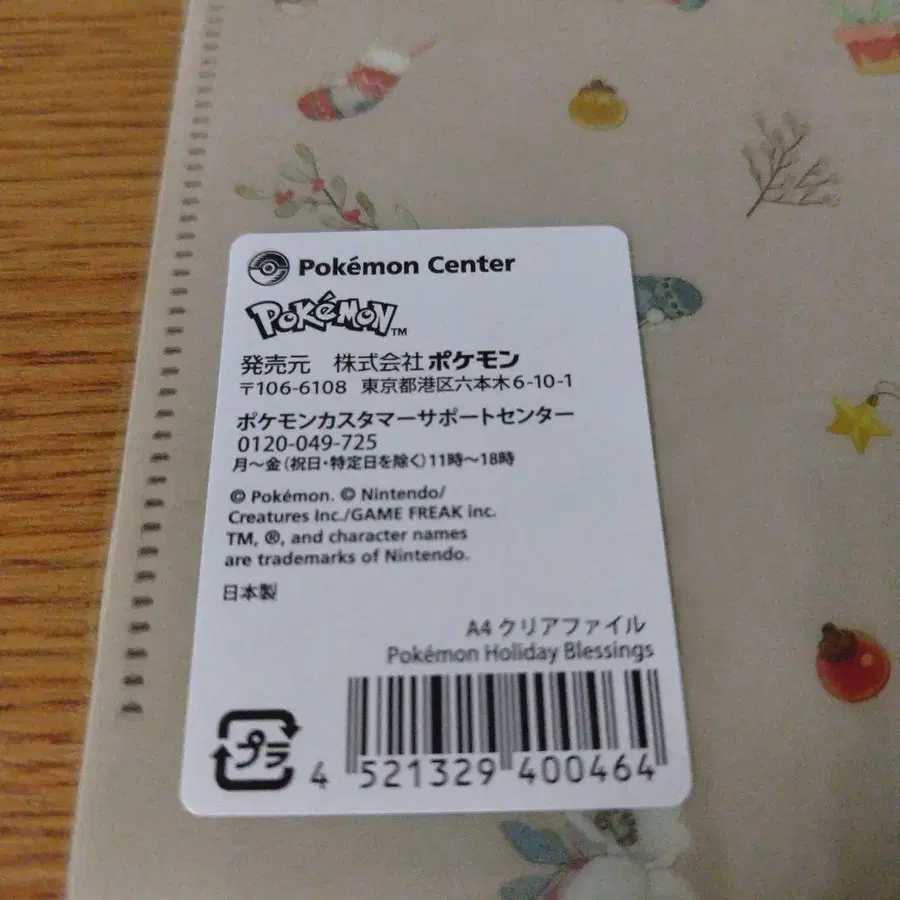 Pokémon Center
POKéMON™
発売元 株式会社ポケモン
〒106-6108 東京都港区六本木6-10-1
ポケモンカスタマーサポートセンター
0120-049-725
月～金(祝日・特定日を除く)11時～18時
© Pokémon. © Nintendo/
Creatures Inc./GAME FREAK inc.
TM, ®, and character names
are trademarks of Nintendo.
日本製
A4 クリアファイル
Pokémon Holiday Blessings
プラ
4 521329 400464